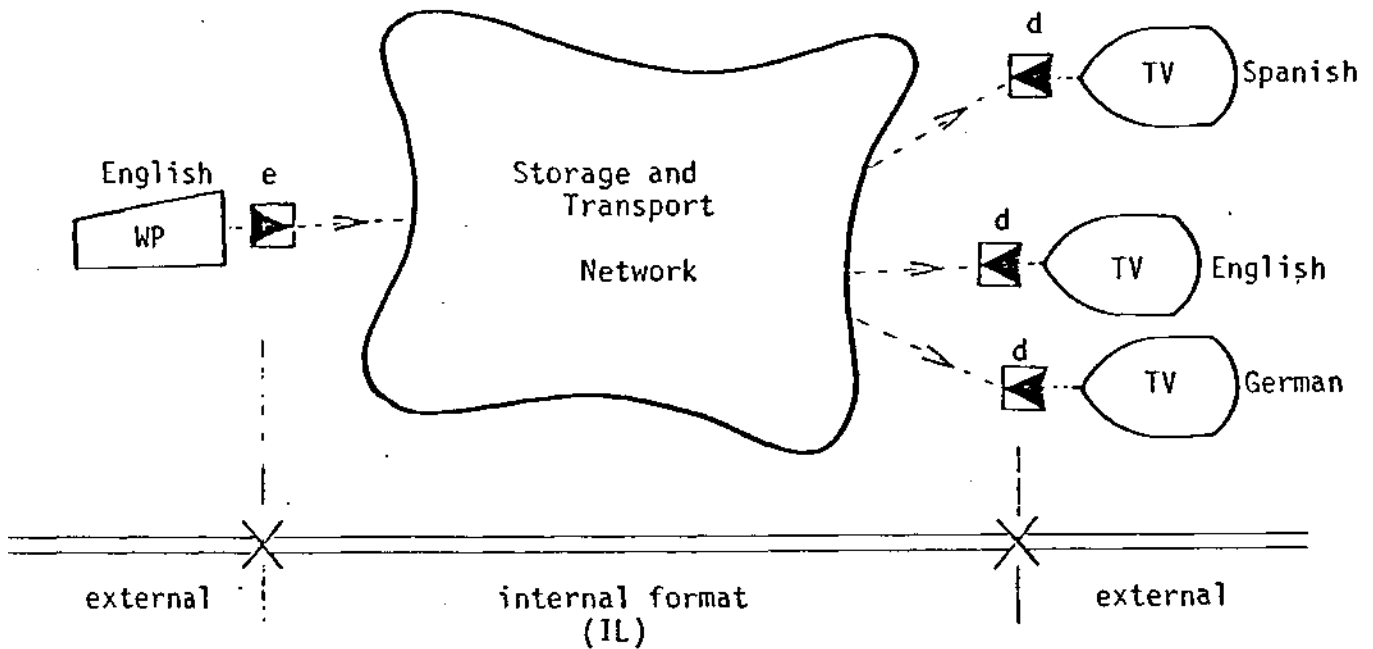 d
TV Spanish
English e
WP
Storage and
Transport
Network
d
TV English
d
TV German
external
internal format
(IL)
external